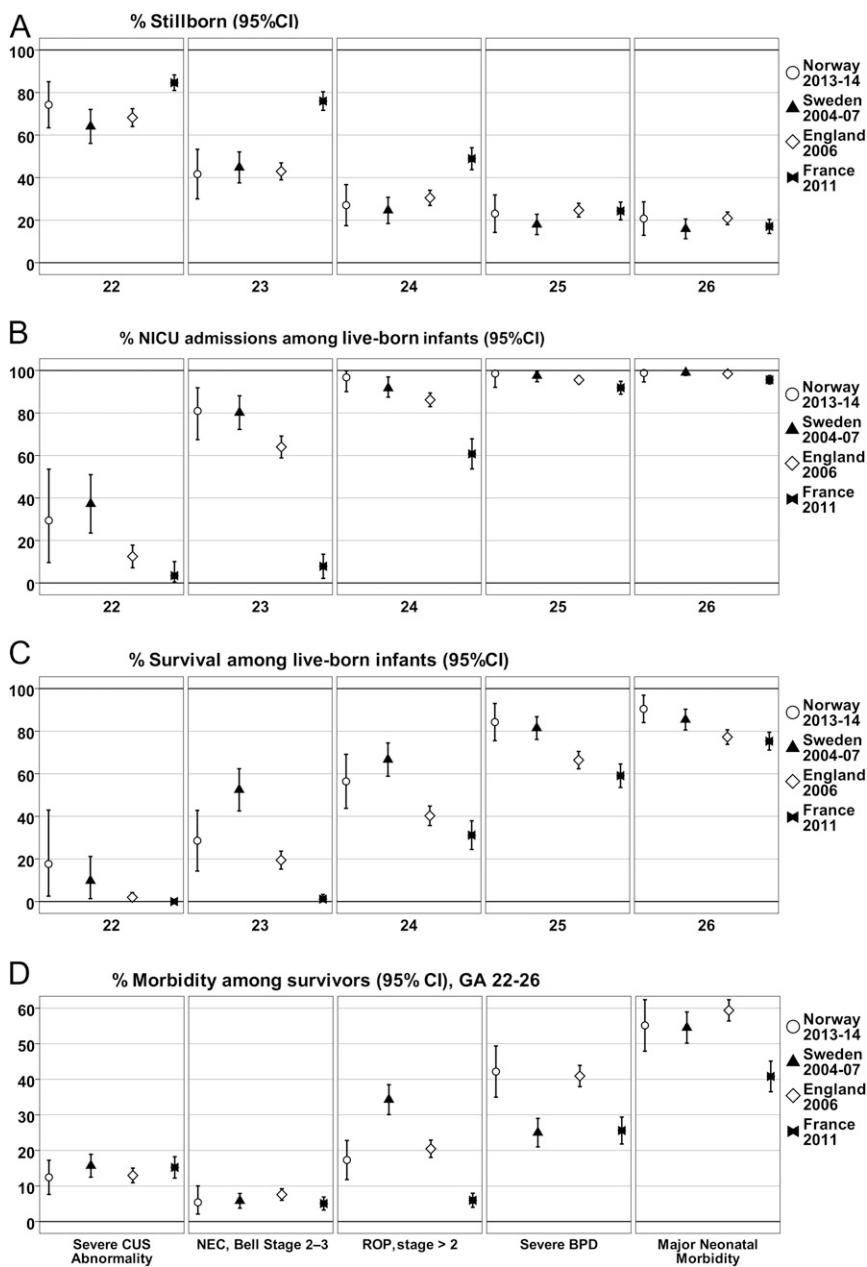 A
% Stillborn (95%CI)
100
80
60
40
20
0
22
23
24
25
26
Norway
2013-14
Sweden
2004-07
England
2006
France
2011
B
% NICU admissions among live-born infants (95%CI)
100
80
60
40
20
0
22
23
24
25
26
Norway
2013-14
Sweden
2004-07
England
2006
France
2011
C
% Survival among live-born infants (95%CI)
100
80
60
40
20
0
22
23
24
25
26
Norway
2013-14
Sweden
2004-07
England
2006
France
2011
D
% Morbidity among survivors (95% CI), GA 22-26
60
50
40
30
20
10
0
Severe CUS
Abnormality
NEC, Bell Stage 2–3
ROP, stage > 2
Severe BPD
Major Neonatal
Morbidity
Norway
2013-14
Sweden
2004-07
England
2006
France
2011